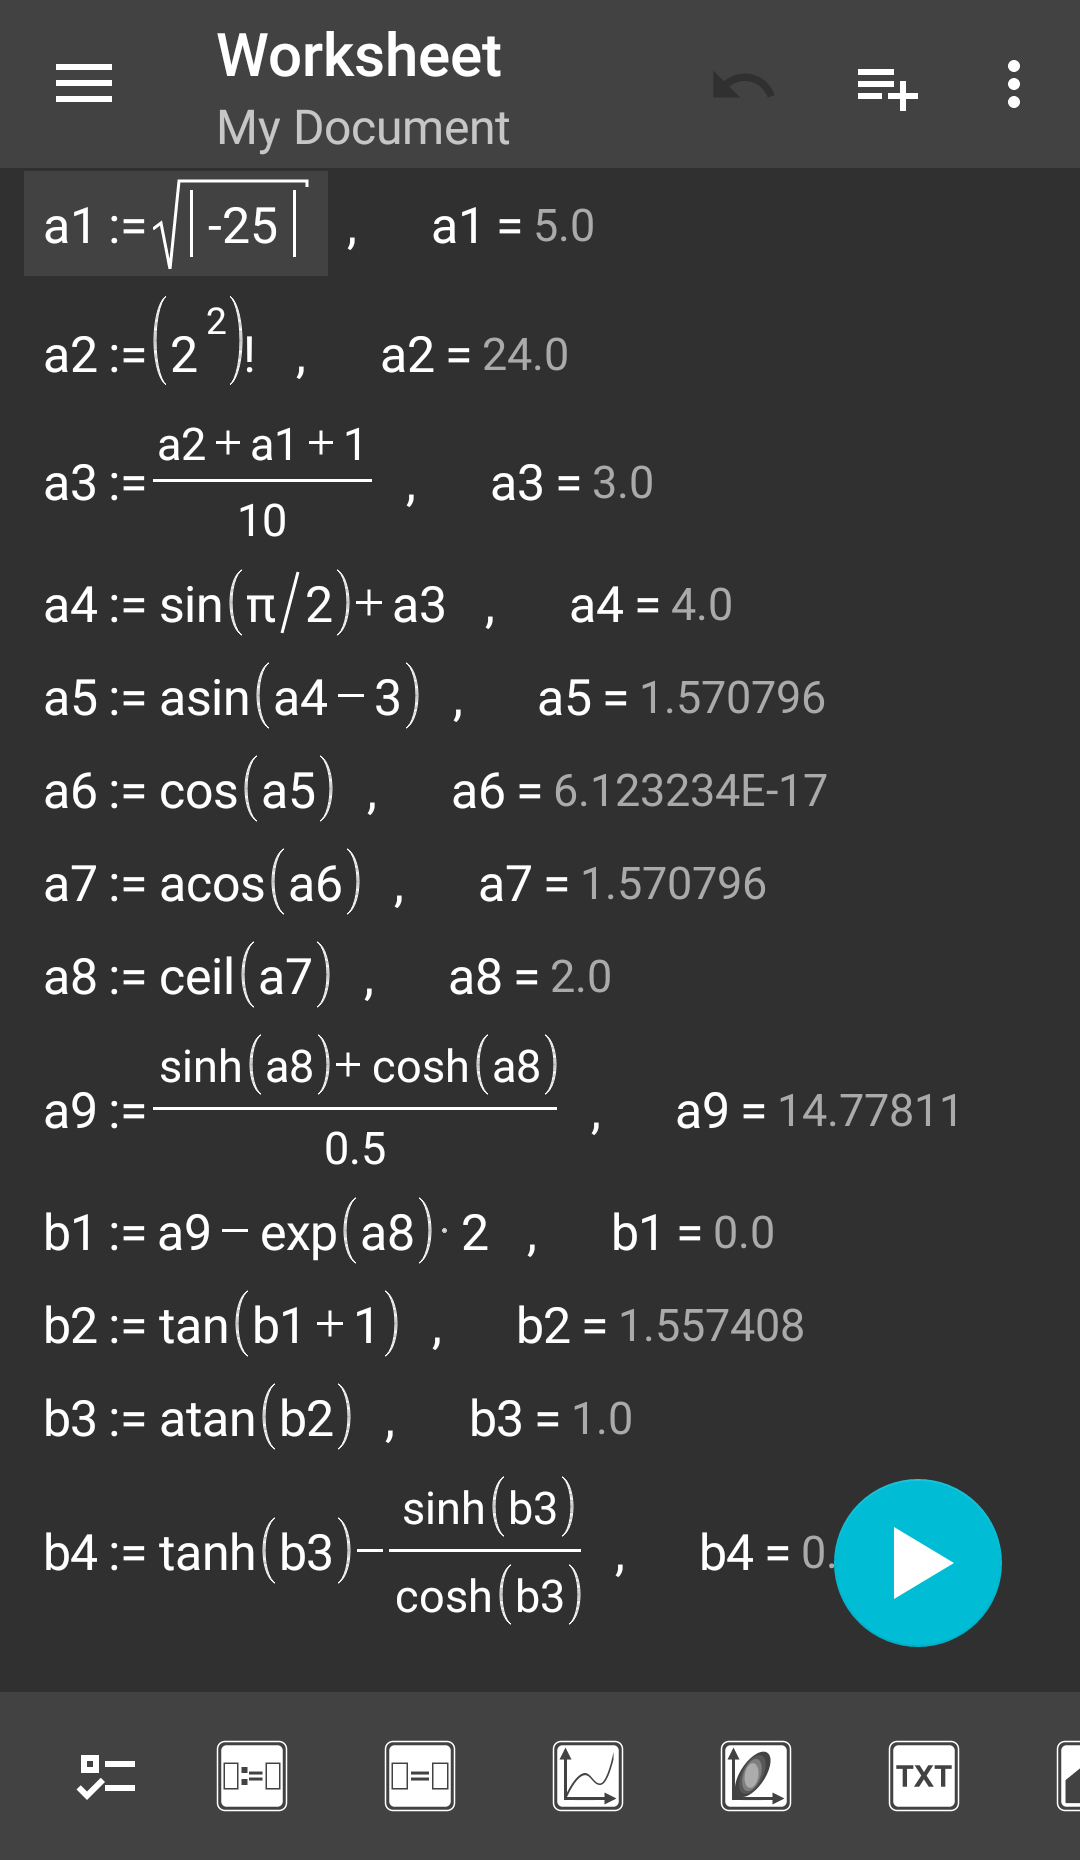 Worksheet
My Document
a1 := √|-25| , a1 = 5.0
a2 := (2^2)! , a2 = 24.0
a3 := (a2 + a1 + 1)/10 , a3 = 3.0
a4 := sin(π/2) + a3 , a4 = 4.0
a5 := asin(a4 − 3) , a5 = 1.570796
a6 := cos(a5) , a6 = 6.123234E-17
a7 := acos(a6) , a7 = 1.570796
a8 := ceil(a7) , a8 = 2.0
a9 := (sinh(a8) + cosh(a8))/0.5 , a9 = 14.77811
b1 := a9 − exp(a8) · 2 , b1 = 0.0
b2 := tan(b1 + 1) , b2 = 1.557408
b3 := atan(b2) , b3 = 1.0
b4 := tanh(b3) − sinh(b3)/cosh(b3) , b4 = 0.
▯:=▯ ▯=▯ TXT